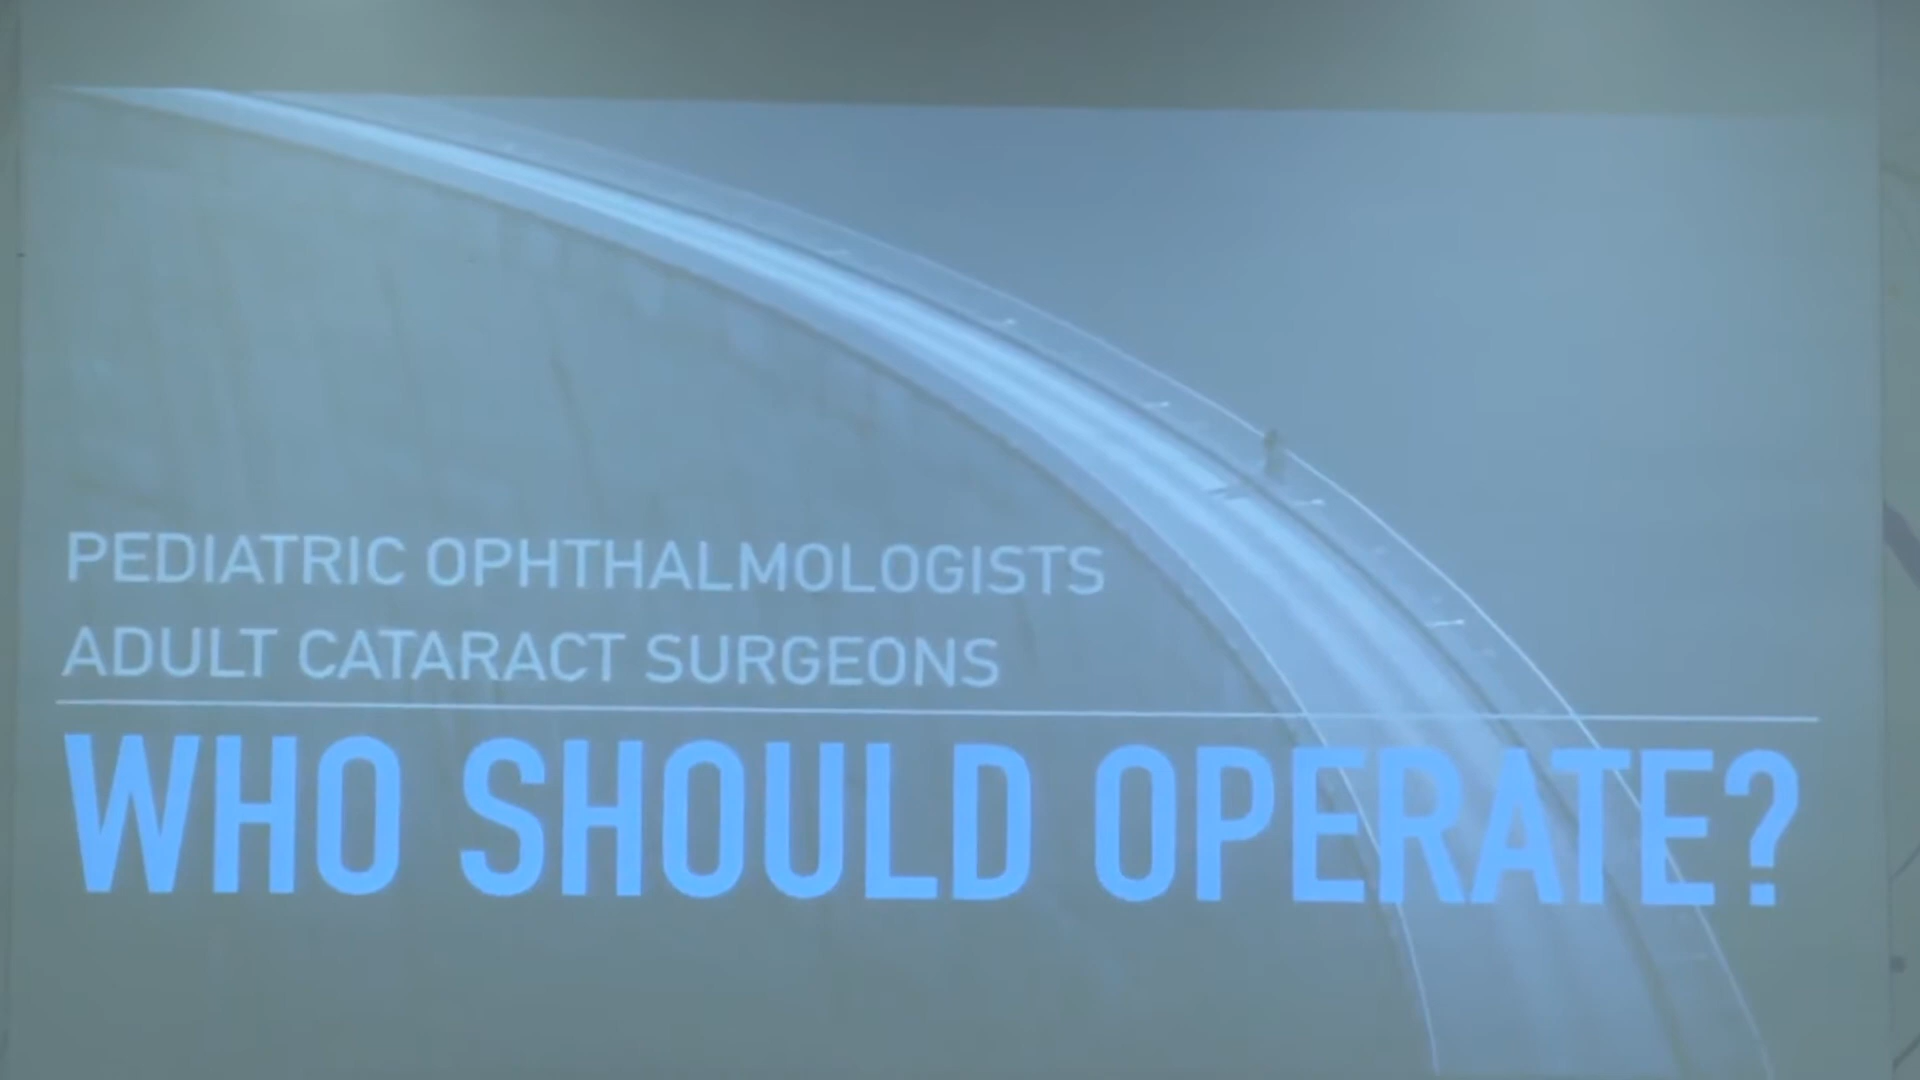 PEDIATRIC OPHTHALMOLOGISTS
ADULT CATARACT SURGEONS
WHO SHOULD OPERATE?